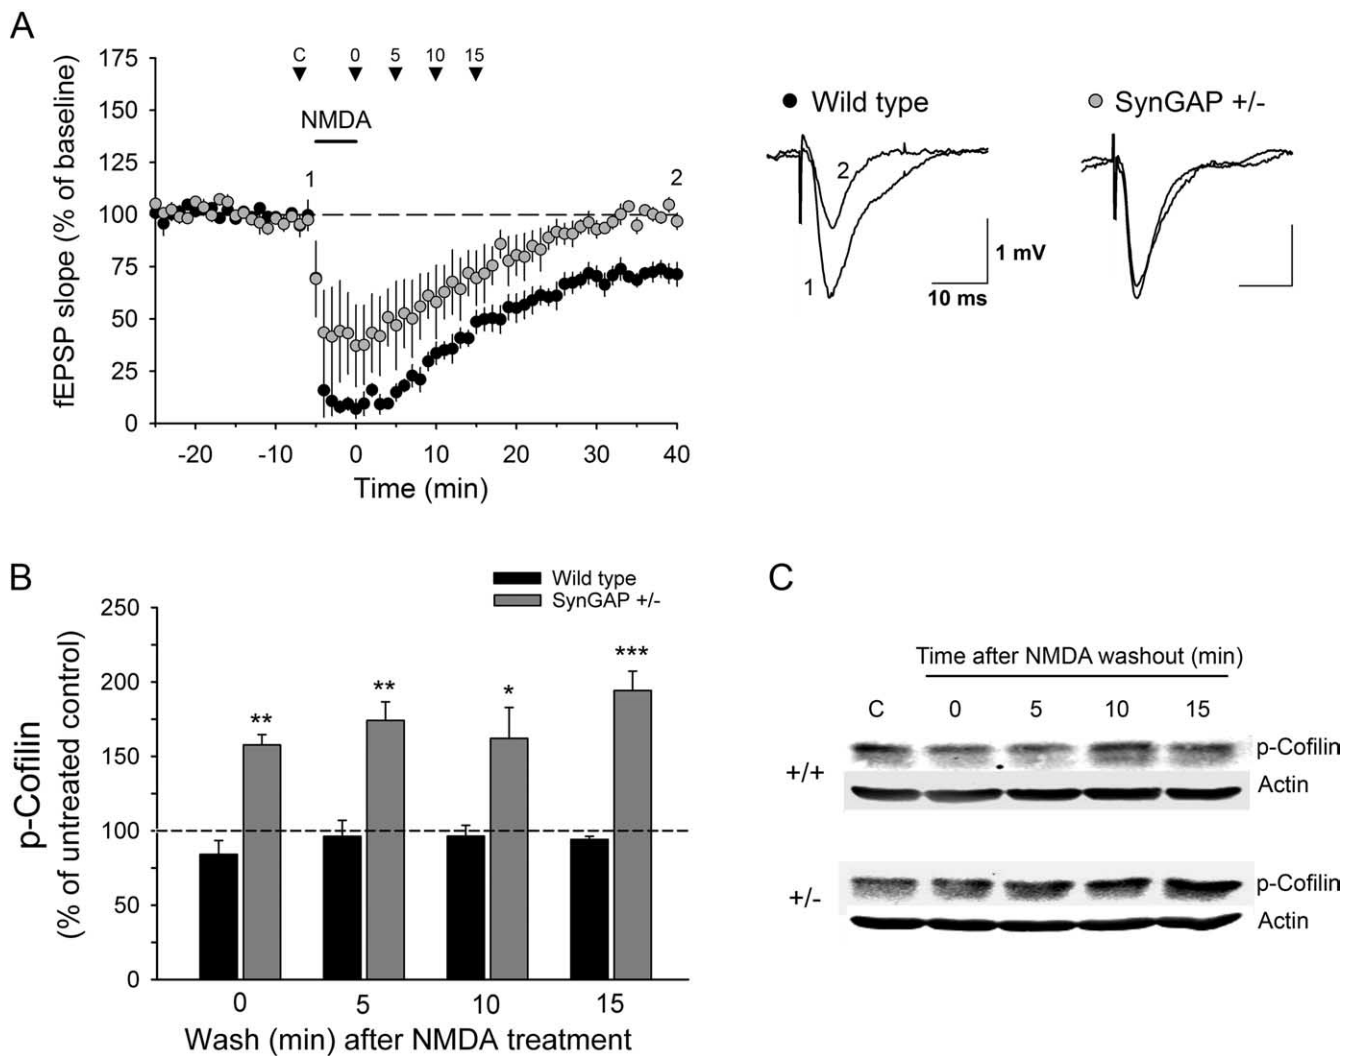 A
fEPSP slope (% of baseline)
175
150
125
100
75
50
25
0
C 0 5 10 15
NMDA
1
2
-20 -10 0 10 20 30 40
Time (min)
Wild type
2
1
1 mV
10 ms
SynGAP +/-
B
Wild type
SynGAP +/-
p-Cofilin
(% of untreated control)
250
200
150
100
50
0
** ** * ***
0 5 10 15
Wash (min) after NMDA treatment
C
Time after NMDA washout (min)
C 0 5 10 15
+/+
p-Cofilin
Actin
+/-
p-Cofilin
Actin